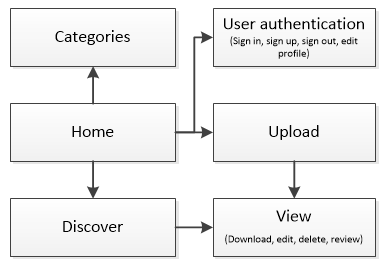 Categories
User authentication
(Sign in, sign up, sign out, edit
profile)
Home
Upload
Discover
View
(Download, edit, delete, review)